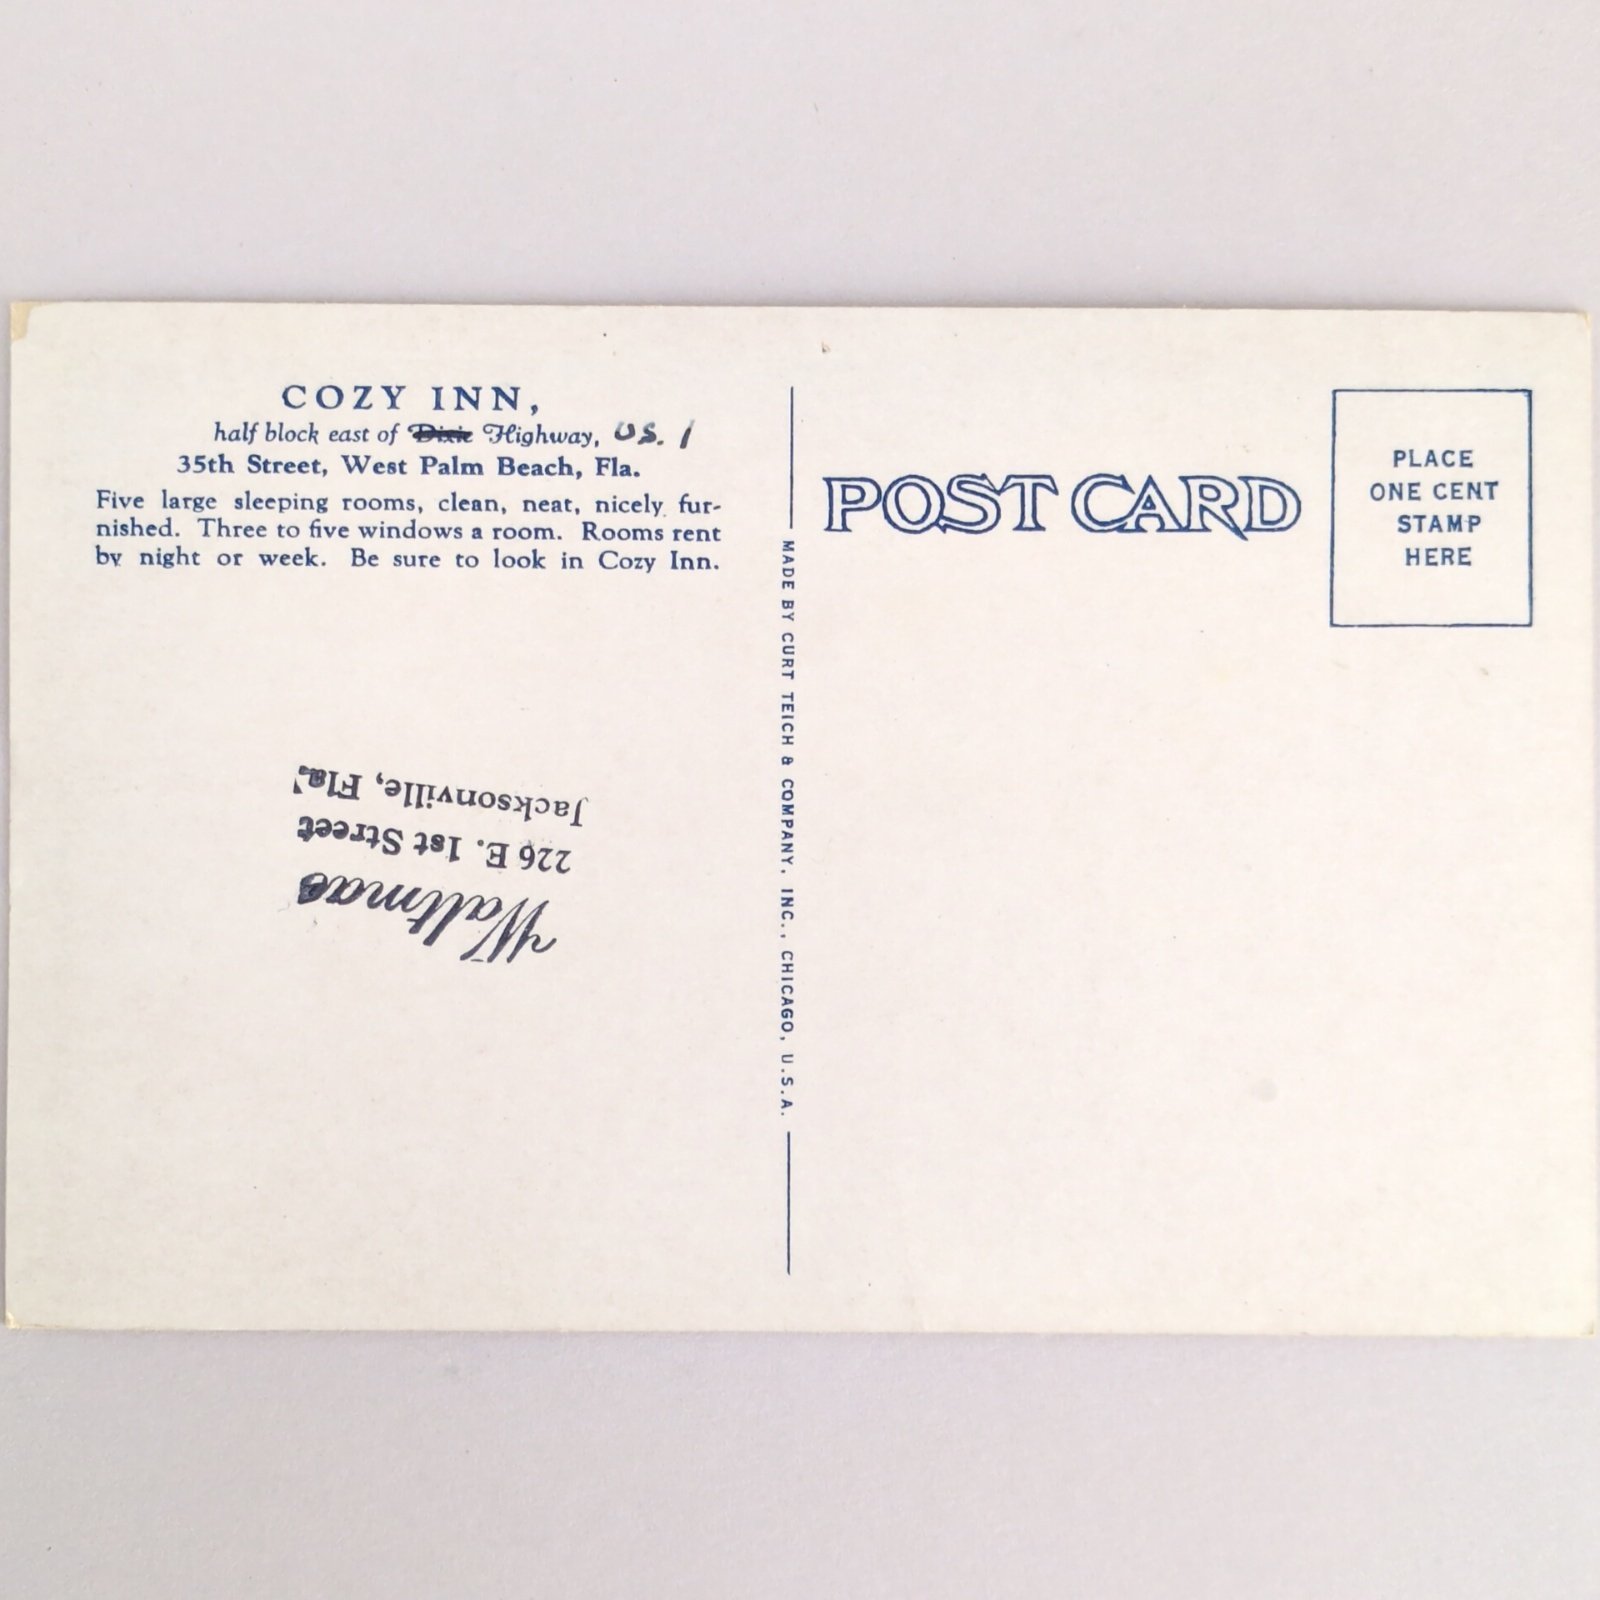 COZY INN,
half block east of Dixie Highway, US. 1
35th Street, West Palm Beach, Fla.
Five large sleeping rooms, clean, neat, nicely fur-
nished. Three to five windows a room. Rooms rent
by night or week. Be sure to look in Cozy Inn.
Waltmae
226 E. 1st Street
Jacksonville, Fla.
MADE BY CURT TEICH & COMPANY, INC., CHICAGO, U.S.A.
POST CARD
PLACE
ONE CENT
STAMP
HERE